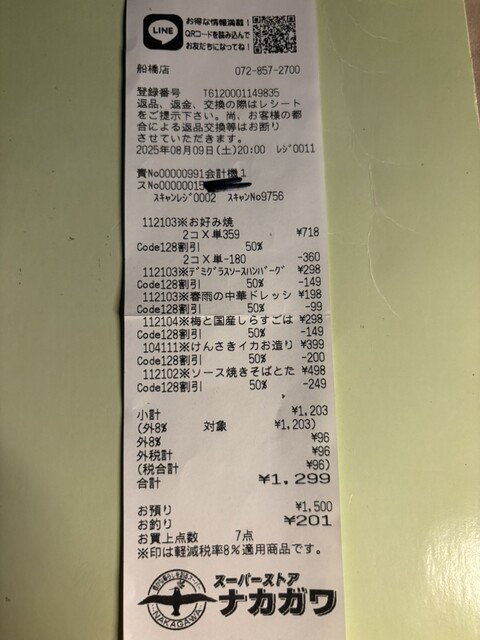 LINE
お得な情報満載!
QRコードを読み込んで
お友だちになってね!
船橋店 072-857-2700
登録番号 T6120001149835
返品、返金、交換の際はレシート
をご提示下さい。尚、お客様の都
合による返品交換等はお断り
させていただきます。
2025年08月09日(土)20:00 ﾚｼﾞ0011
責No00000991会計機1
スNo00000015
ｽｷｬﾝﾚｼﾞ0002 ｽｷｬﾝNo9756
112103※お好み焼
2コX単359 ¥718
Code128割引 50%
2コX単-180 -360
112103※ﾃﾞﾐｸﾞﾗｽｿｰｽﾊﾝﾊﾞｰｸﾞ ¥298
Code128割引 50% -149
112103※春雨の中華ドレッシ ¥198
Code128割引 50% -99
112104※梅と国産しらすごは ¥298
Code128割引 50% -149
104111※けんさきイカお造り ¥399
Code128割引 50% -200
112102※ソース焼きそばとた ¥498
Code128割引 50% -249
小計 ¥1,203
(外8% 対象 ¥1,203)
外8% ¥96
外税計 ¥96
(税合計 ¥96)
合計 ¥1,299
お預り ¥1,500
お釣り ¥201
お買上点数 7点
※印は軽減税率8%適用商品です。
NAKAGAWA
スーパーストア
ナカガワ